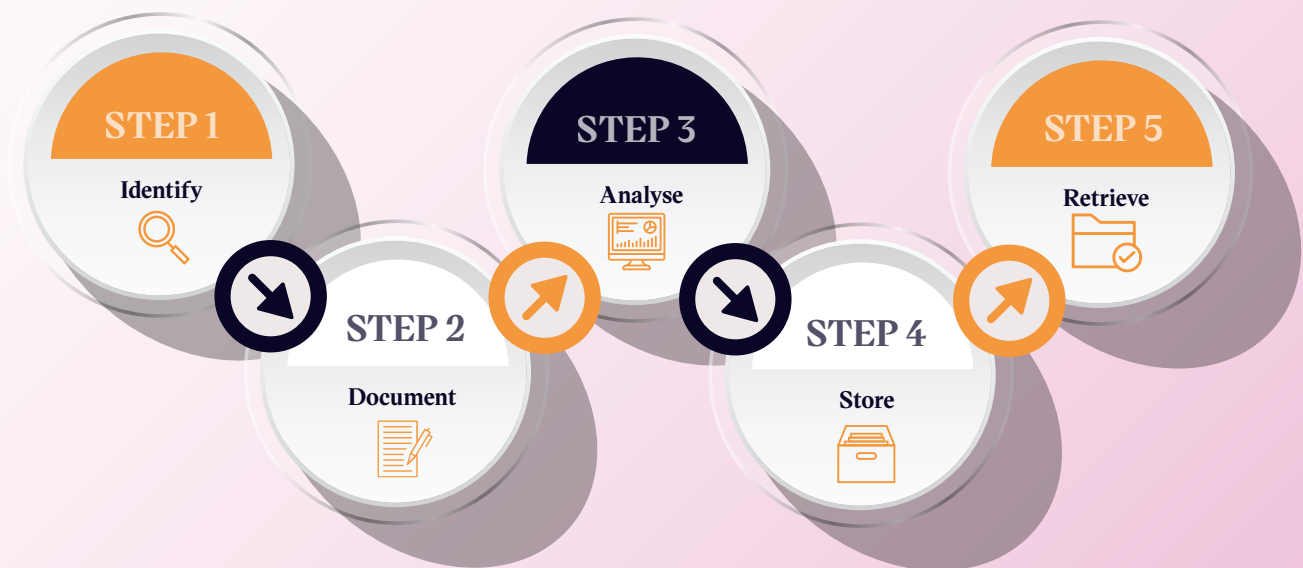 STEP 1
Identify
STEP 2
Document
STEP 3
Analyse
STEP 4
Store
STEP 5
Retrieve